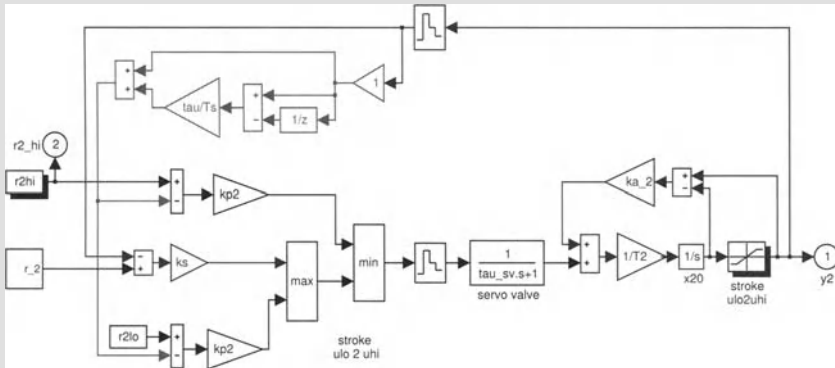 1
+
+
tau/Ts
+
−
1/z
r2_hi
2
r2hi
+
−
kp2
ka_2
+
−
r_2
−
+
ks
max
min
1
tau_sv.s+1
servo valve
+
+
1/T2
1/s
x20
stroke
ulo2uhi
1
y2
r2lo
+
−
kp2
stroke
ulo 2 uhi